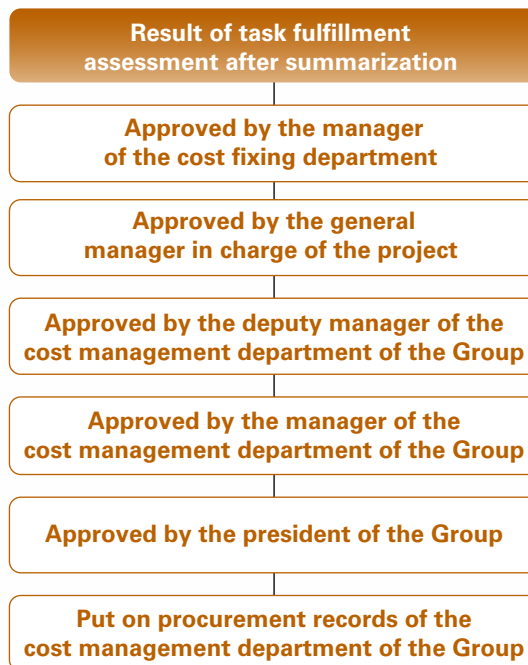 Result of task fulfillment
assessment after summarization
Approved by the manager
of the cost fixing department
Approved by the general
manager in charge of the project
Approved by the deputy manager of the
cost management department of the Group
Approved by the manager of the
cost management department of the Group
Approved by the president of the Group
Put on procurement records of the
cost management department of the Group